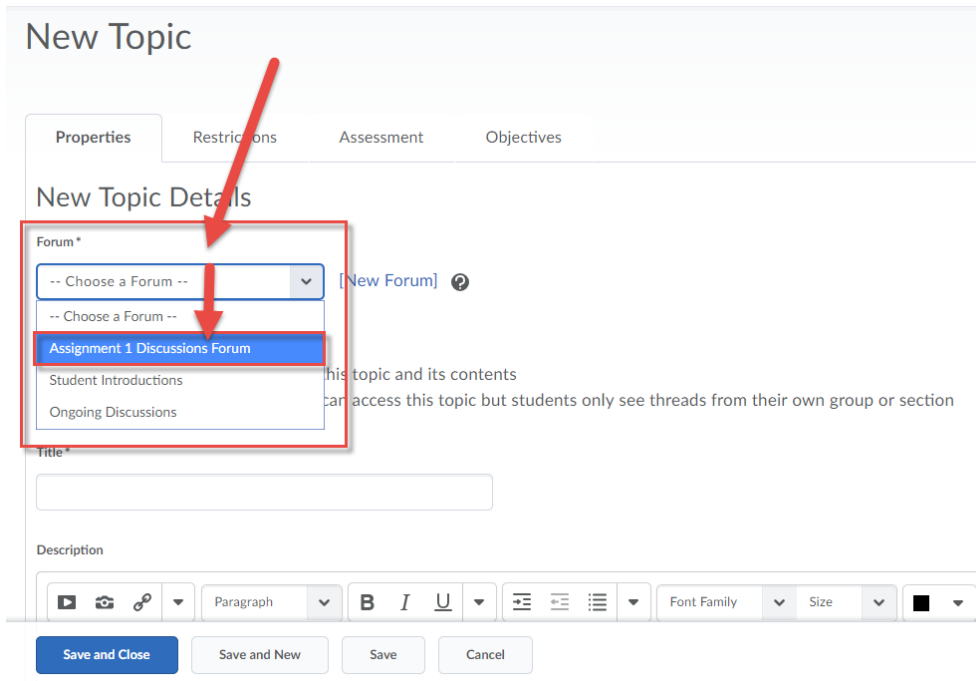 New Topic
Properties Restrictions Assessment Objectives
New Topic Details
Forum *
-- Choose a Forum -- [New Forum]
-- Choose a Forum --
Assignment 1 Discussions Forum
Student Introductions
this topic and its contents
can access this topic but students only see threads from their own group or section
Ongoing Discussions
Title *
Description
Paragraph B I U Font Family Size
Save and Close Save and New Save Cancel